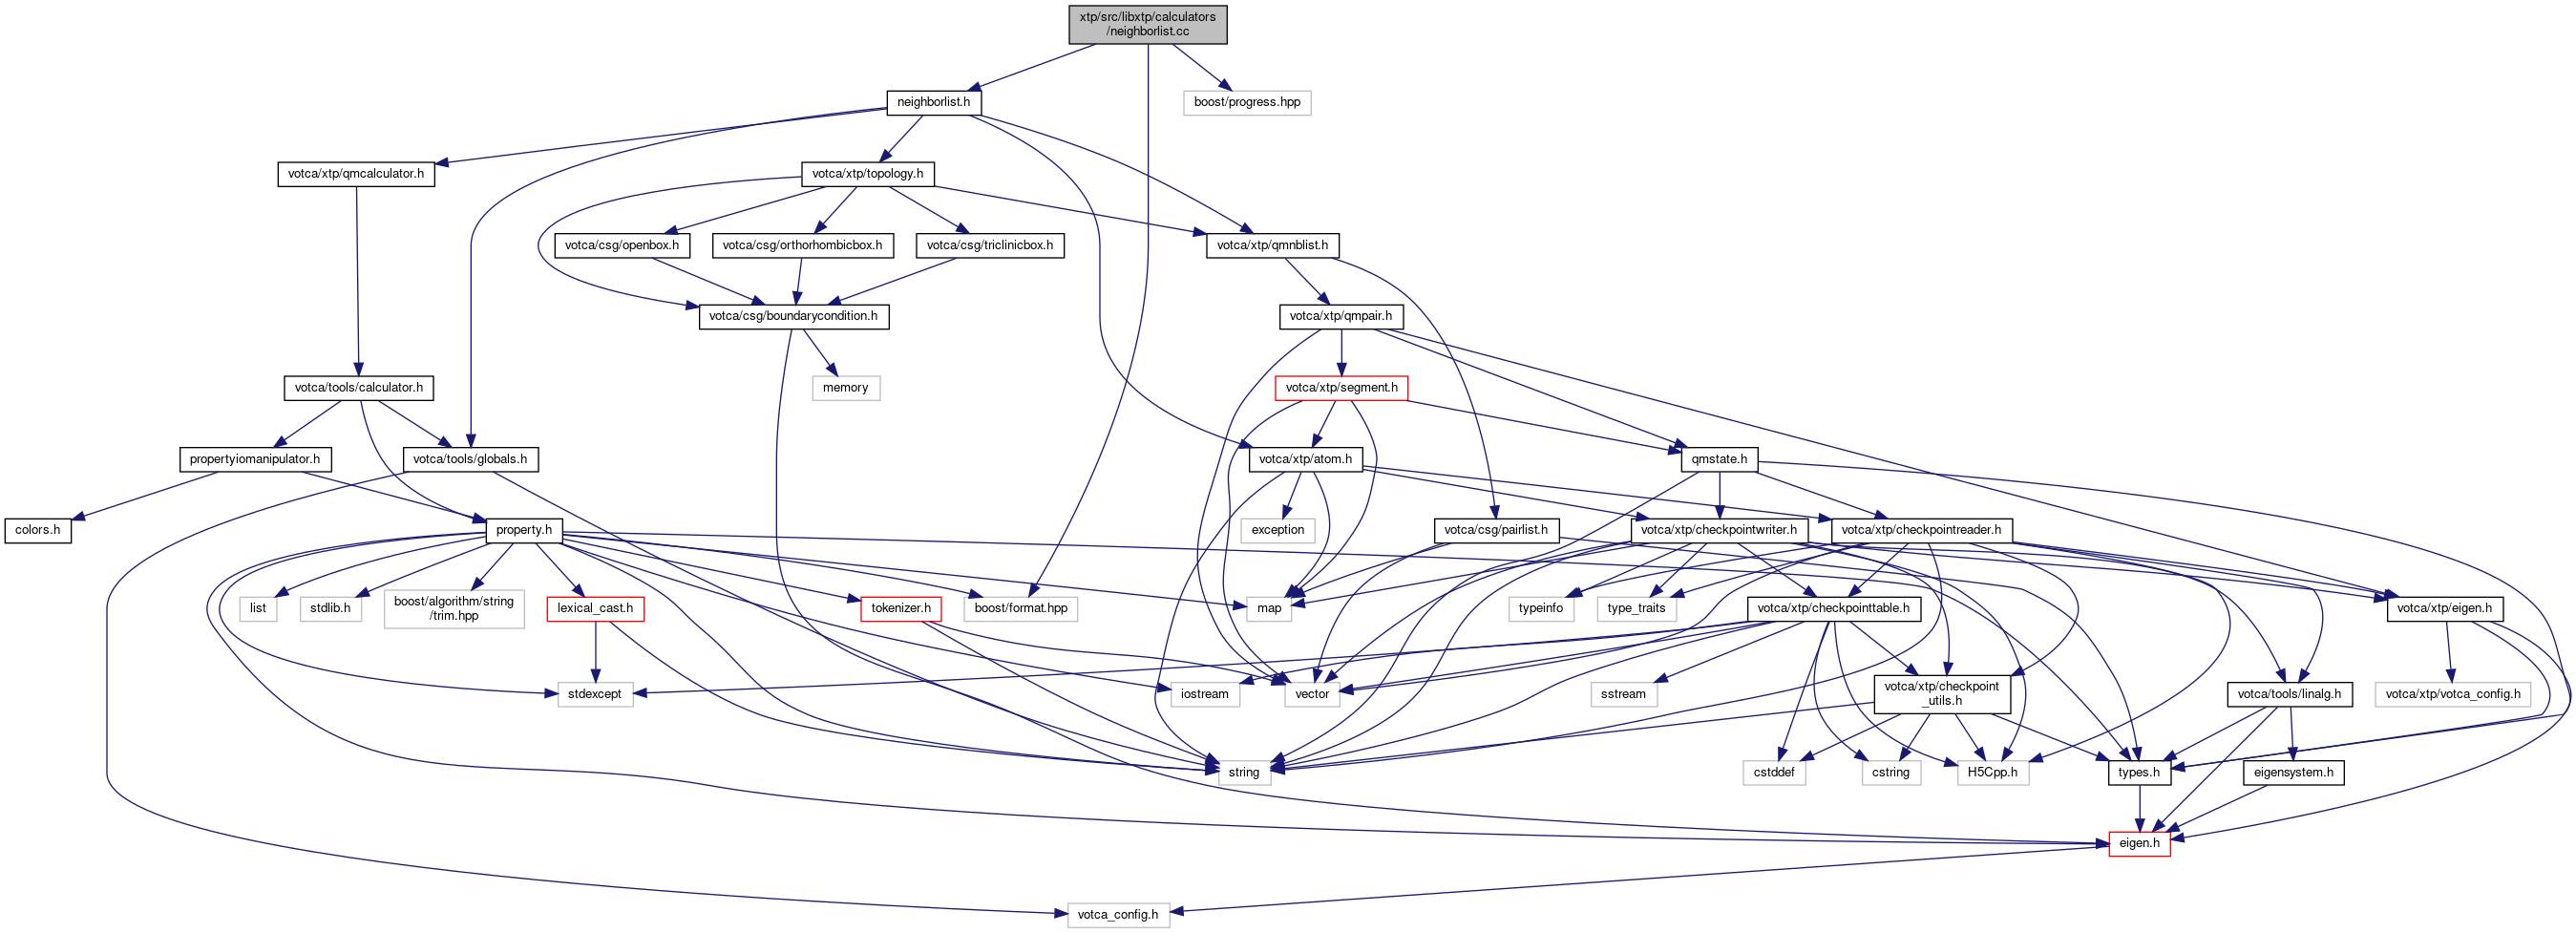 xtp/src/libxtp/calculators
/neighborlist.cc
neighborlist.h
boost/progress.hpp
votca/xtp/qmcalculator.h
votca/xtp/topology.h
votca/csg/openbox.h
votca/csg/orthorhombicbox.h
votca/csg/triclinicbox.h
votca/xtp/qmnblist.h
votca/csg/boundarycondition.h
votca/xtp/qmpair.h
votca/tools/calculator.h
memory
votca/xtp/segment.h
propertyiomanipulator.h
votca/tools/globals.h
votca/xtp/atom.h
qmstate.h
colors.h
property.h
exception
votca/csg/pairlist.h
votca/xtp/checkpointwriter.h
votca/xtp/checkpointreader.h
list
stdlib.h
boost/algorithm/string
/trim.hpp
lexical_cast.h
tokenizer.h
boost/format.hpp
map
typeinfo
type_traits
votca/xtp/checkpointtable.h
votca/xtp/eigen.h
stdexcept
iostream
vector
sstream
votca/xtp/checkpoint
_utils.h
votca/tools/linalg.h
votca/xtp/votca_config.h
string
cstddef
cstring
H5Cpp.h
types.h
eigensystem.h
eigen.h
votca_config.h